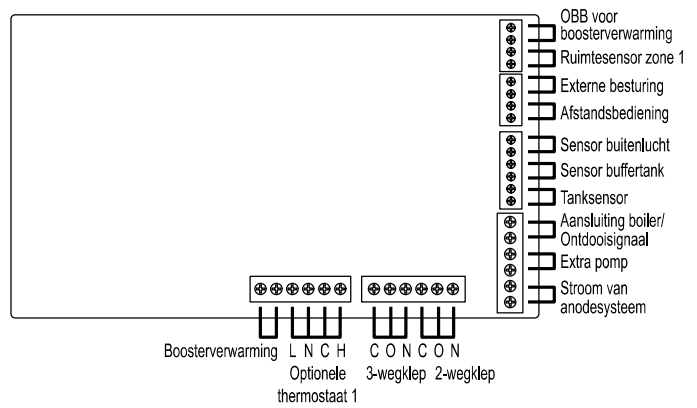 OBB voor
boosterverwarming
Ruimtesensor zone 1
Externe besturing
Afstandsbediening
Sensor buitenlucht
Sensor buffertank
Tanksensor
Aansluiting boiler/
Ontdooisignaal
Extra pomp
Stroom van
anodesysteem
Boosterverwarming L N C H C O N C O N
Optionele 3-wegklep 2-wegklep
thermostaat 1